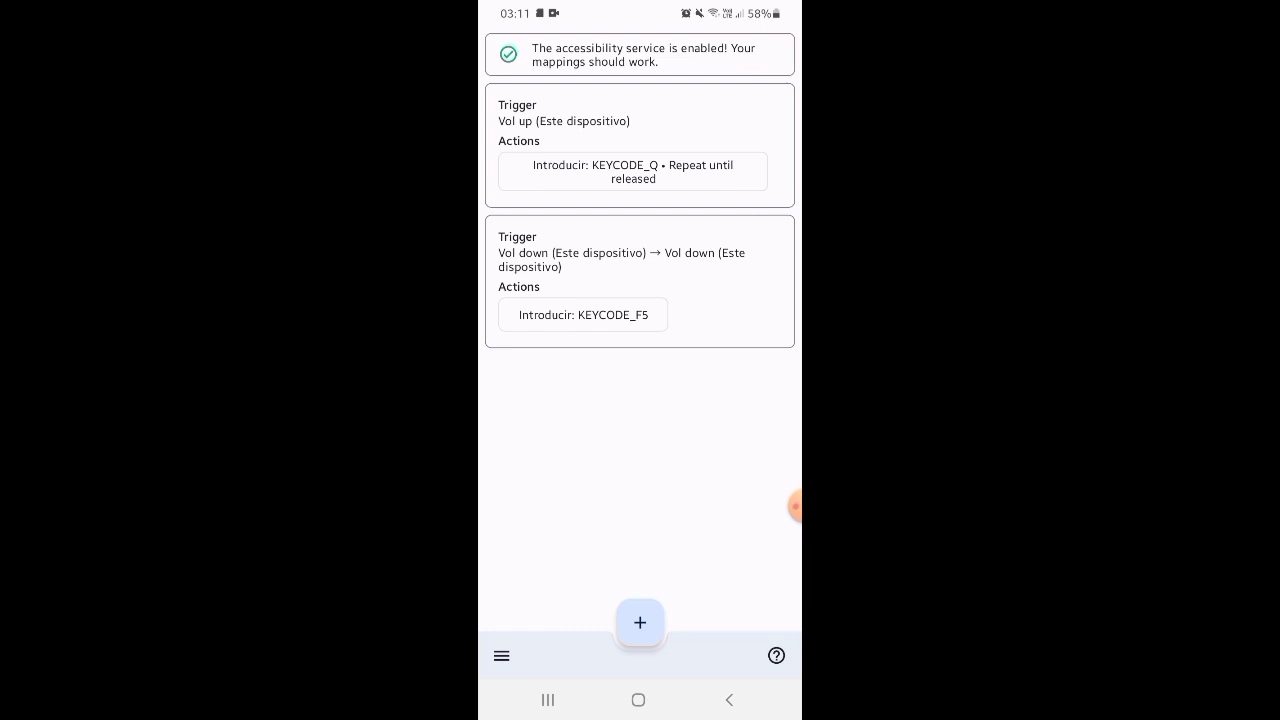 03:11 58%
The accessibility service is enabled! Your
mappings should work.
Trigger
Vol up (Este dispositivo)
Actions
Introducir: KEYCODE_Q • Repeat until
released
Trigger
Vol down (Este dispositivo) → Vol down (Este
dispositivo)
Actions
Introducir: KEYCODE_F5